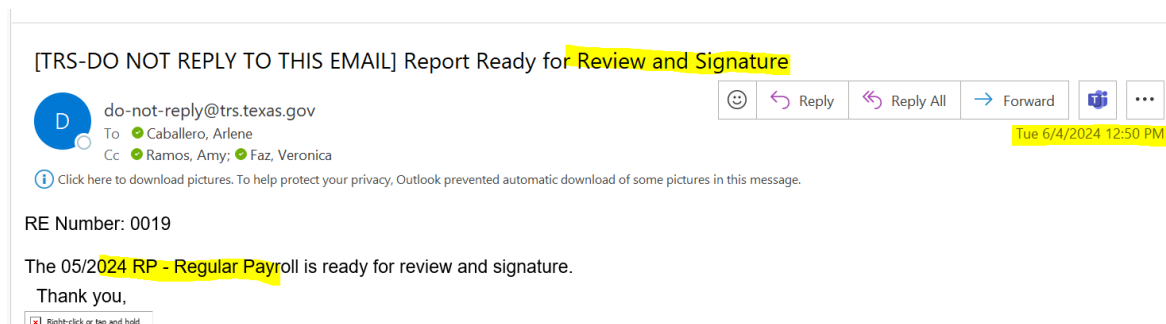 [TRS-DO NOT REPLY TO THIS EMAIL] Report Ready for Review and Signature
D
do-not-reply@trs.texas.gov
To Caballero, Arlene
Cc Ramos, Amy; Faz, Veronica
Reply Reply All Forward
Tue 6/4/2024 12:50 PM
Click here to download pictures. To help protect your privacy, Outlook prevented automatic download of some pictures in this message.
RE Number: 0019
The 05/2024 RP - Regular Payroll is ready for review and signature.
Thank you,
Right-click or tap and hold